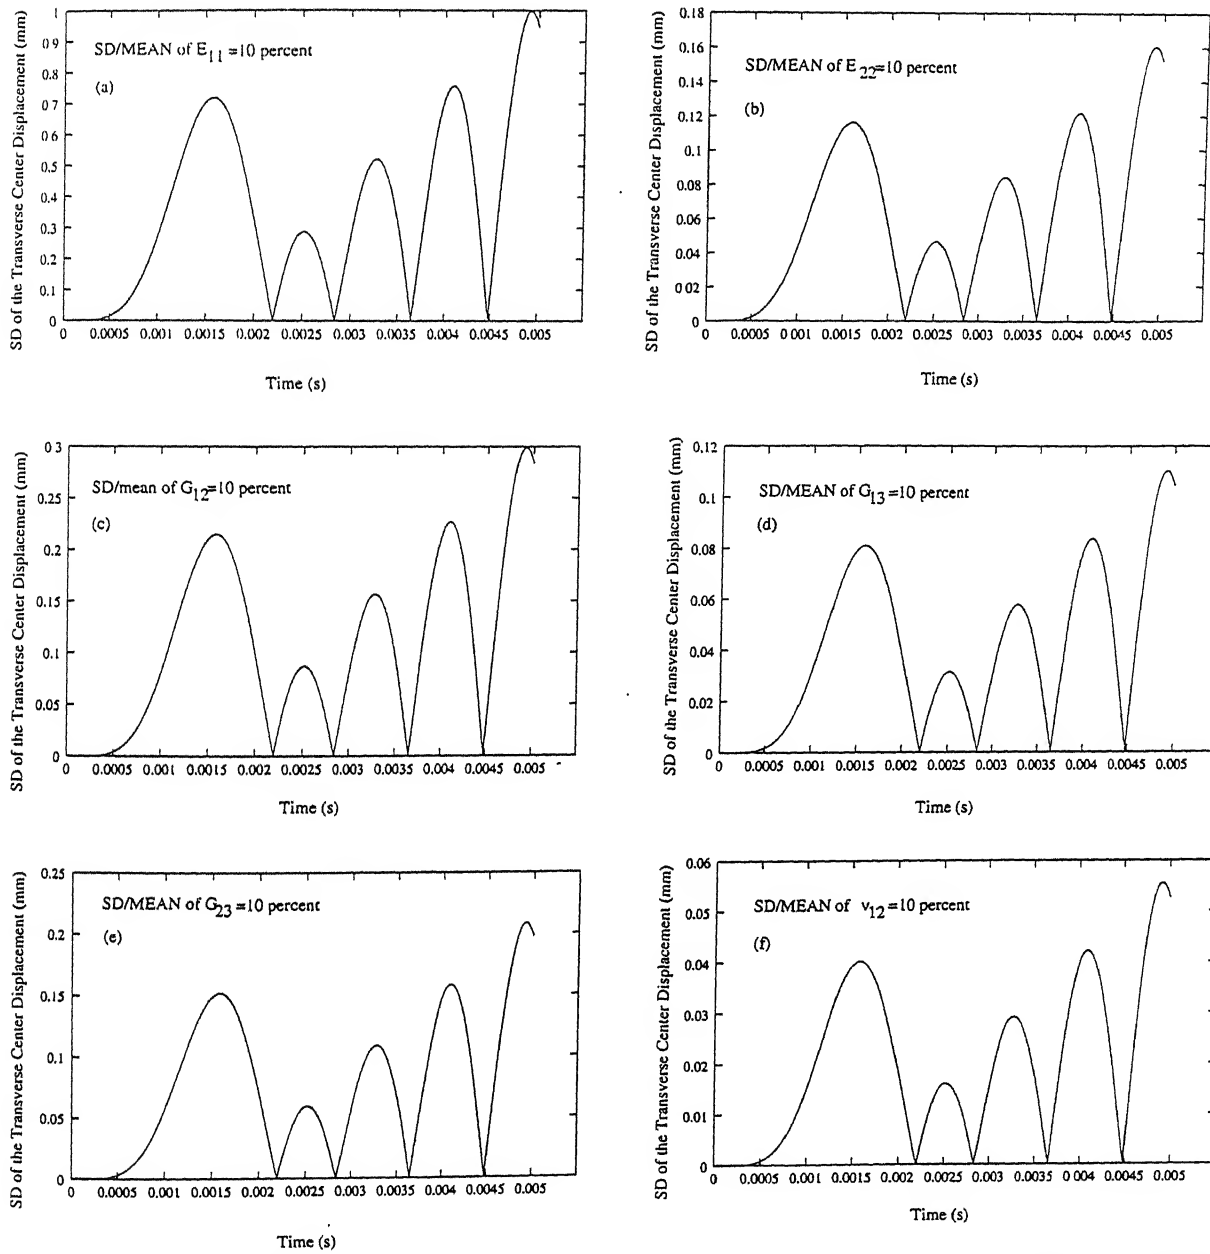 SD of the Transverse Center Displacement (mm)
1
0 9
0.8
0.7
0 6
0.5
0.4
0.3
0.2
0.1
0
SD/MEAN of E11 =10 percent
(a)
0 0.0005 0.001 0.0015 0.002 0.0025 0.003 0.0035 0.004 0.0045 0.005
Time (s)
SD of the Transverse Center Displacement (mm)
0.18
0.16
0.14
0.12
0.1
0.08
0.06
0.04
0 02
0
SD/MEAN of E22=10 percent
(b)
0 0.0005 0.001 0.0015 0.002 0.0025 0.003 0.0035 0.004 0.0045 0.005
Time (s)
SD of the Transverse Center Displacement (mm)
0.3
0.25
0.2
0.15
0.1
0.05
0
SD/mean of G12=10 percent
(c)
0 0.0005 0.001 0.0015 0.002 0.0025 0.003 0.0035 0.004 0.0045 0.005
Time (s)
SD of the Transverse Center Displacement (mm)
0.12
0.1
0.08
0.06
0.04
0.02
0
SD/MEAN of G13=10 percent
(d)
0 0.0005 0.001 0.0015 0.002 0.0025 0.003 0.0035 0.004 0.0045 0.005
Time (s)
SD of the Transverse Center Displacement (mm)
0.25
0.2
0.15
0.1
0.05
0
SD/MEAN of G23 =10 percent
(e)
0 0.0005 0.001 0.0015 0.002 0.0025 0.003 0.0035 0.004 0.0045 0.005
Time (s)
SD of the Transverse Center Displacement (mm)
0.06
0.05
0.04
0.03
0.02
0.01
0
SD/MEAN of ν12=10 percent
(f)
0 0.0005 0.001 0.0015 0.002 0.0025 0.003 0.0035 0 004 0.0045 0.005
Time (s)